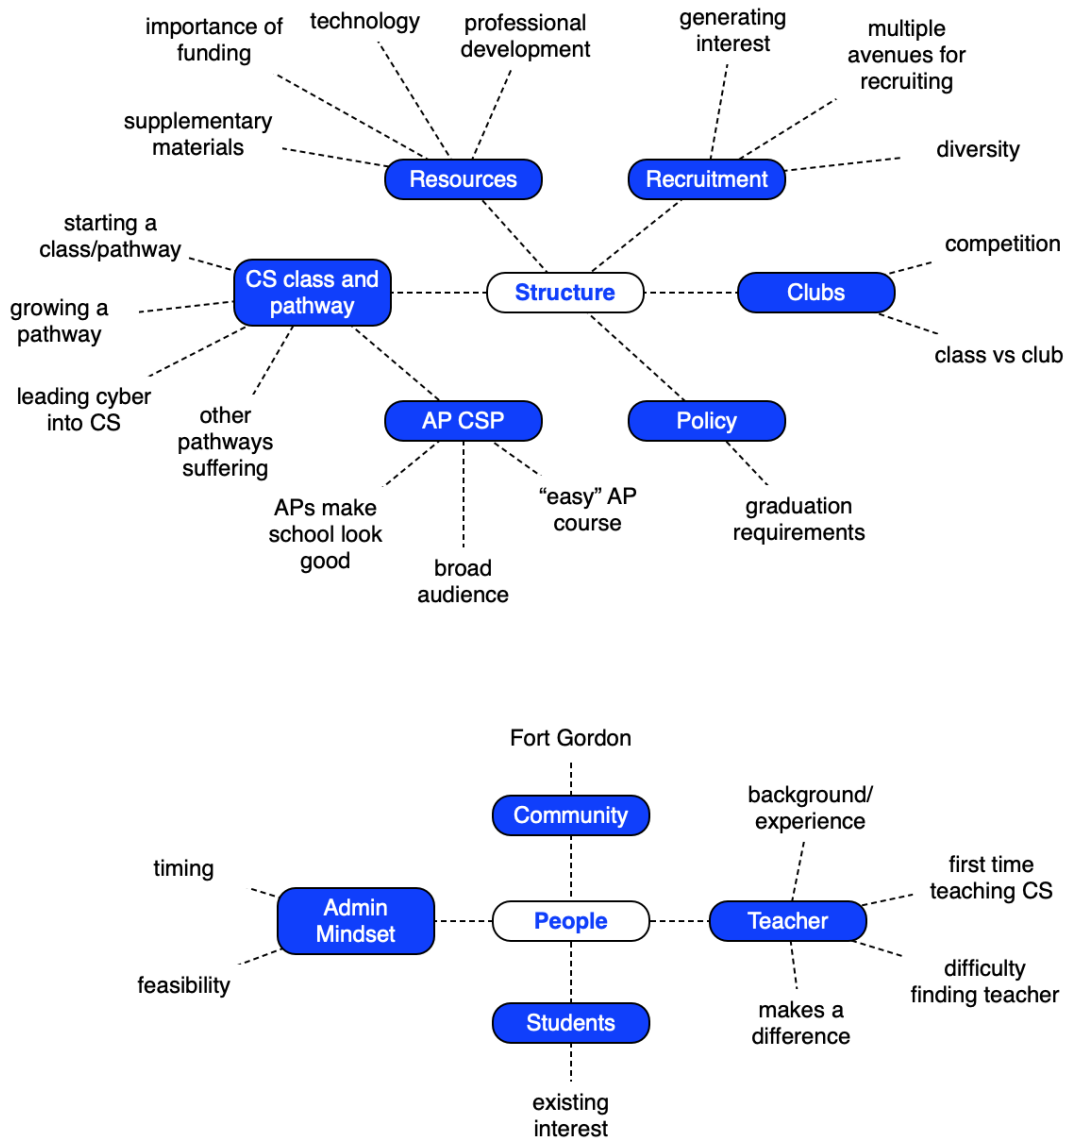 importance of
funding
technology
professional
development
generating
interest
multiple
avenues for
recruiting
supplementary
materials
diversity
Resources
Recruitment
starting a
class/pathway
competition
CS class and
pathway
Structure
Clubs
growing a
pathway
class vs club
leading cyber
into CS
other
pathways
suffering
AP CSP
Policy
APs make
school look
good
“easy” AP
course
graduation
requirements
broad
audience
Fort Gordon
Community
background/
experience
timing
first time
teaching CS
Admin
Mindset
People
Teacher
feasibility
difficulty
finding teacher
makes a
difference
Students
existing
interest